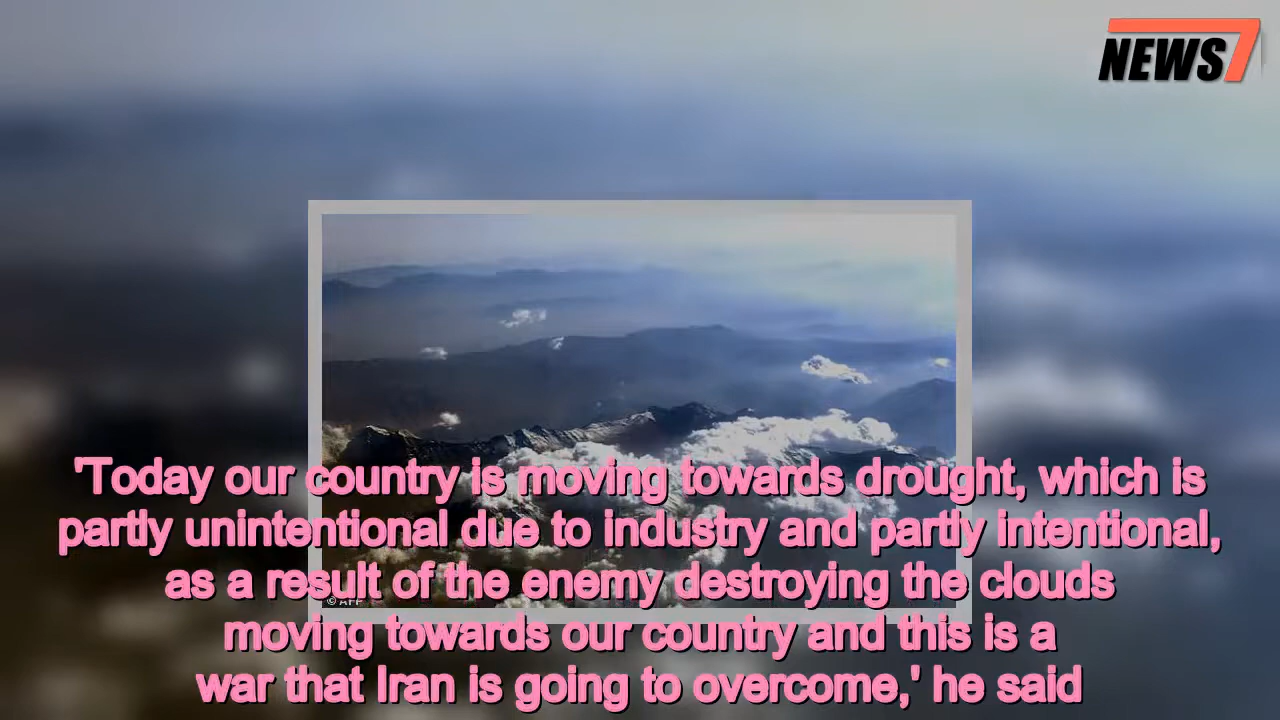 NEWS7
'Today our country is moving towards drought, which is
partly unintentional due to industry and partly intentional,
as a result of the enemy destroying the clouds
© AFP
moving towards our country and this is a
war that Iran is going to overcome,' he said